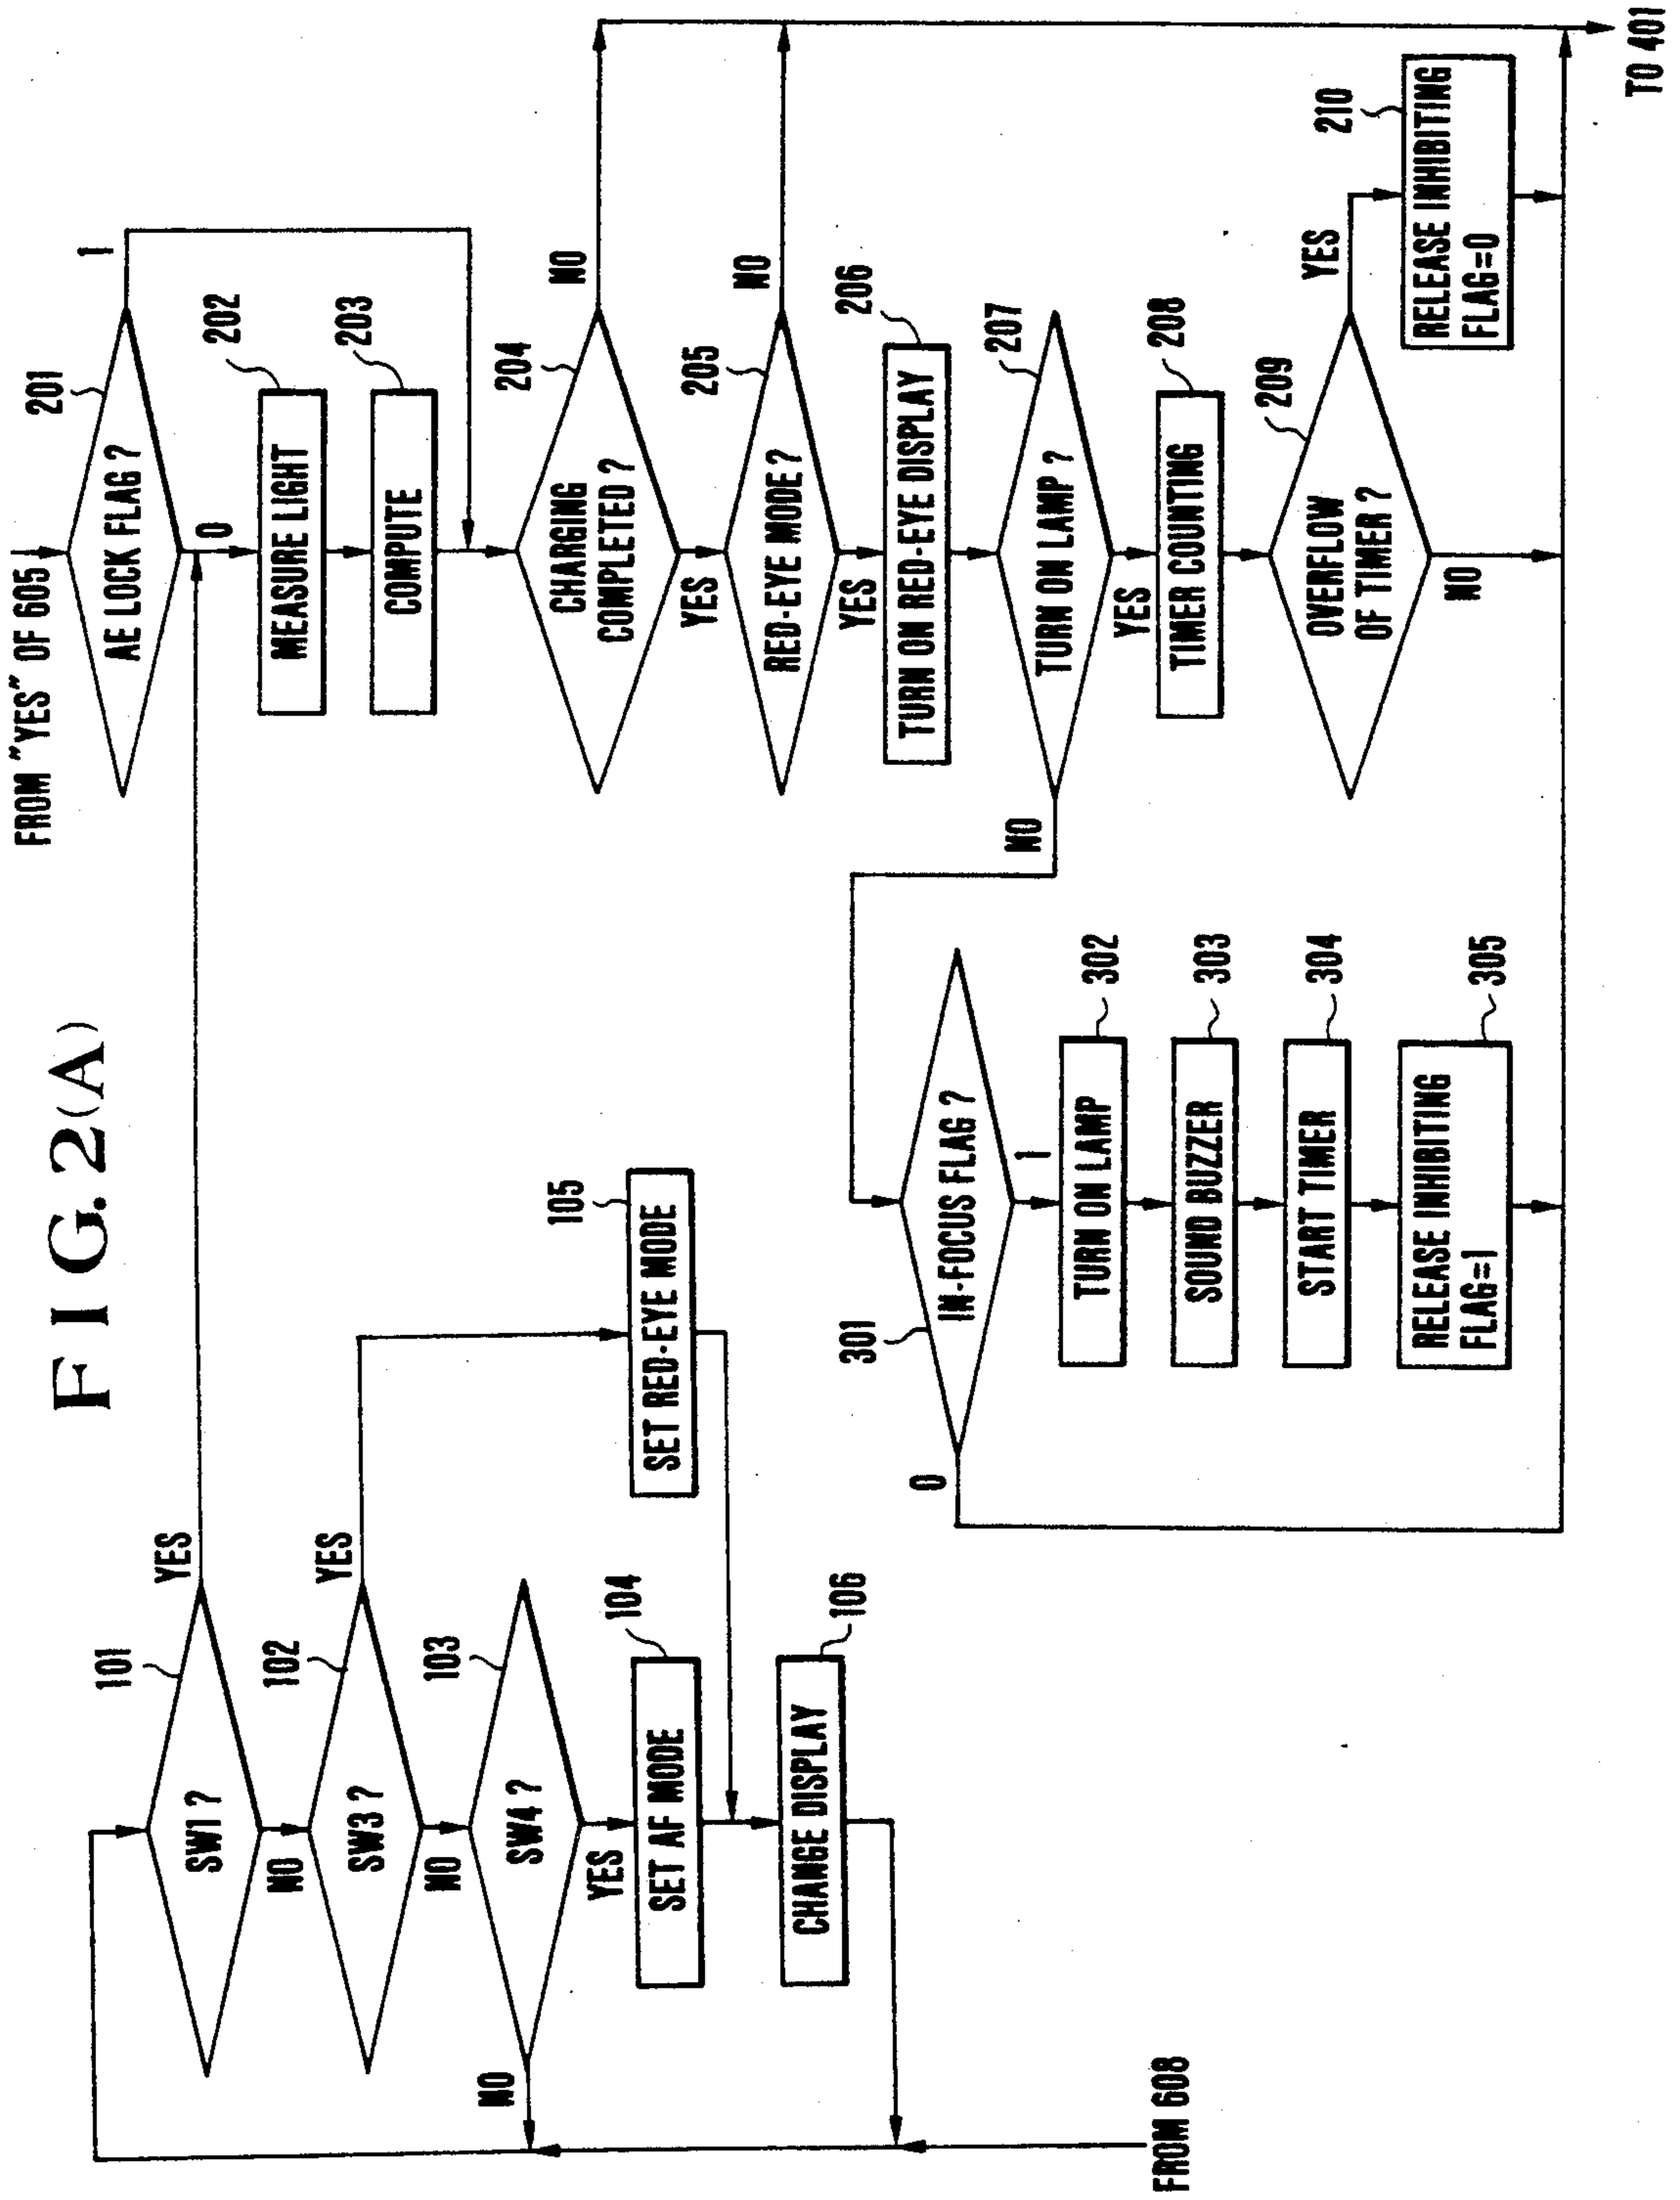 FIG. 2(A)
101
SW1 ?
YES
NO
102
SW3 ?
YES
NO
103
SW4 ?
NO
YES
104
SET AF MODE
105
SET RED-EYE MODE
106
CHANGE DISPLAY
FROM 608
FROM "YES" OF 605
201
AE LOCK FLAG ?
1
0
202
MEASURE LIGHT
203
COMPUTE
204
CHARGING
COMPLETED ?
NO
YES
205
RED-EYE MODE ?
NO
YES
206
TURN ON RED-EYE DISPLAY
207
TURN ON LAMP ?
NO
YES
208
TIMER COUNTING
209
OVERFLOW
OF TIMER ?
YES
NO
210
RELEASE INHIBITING
FLAG=0
301
IN-FOCUS FLAG ?
0
1
302
TURN ON LAMP
303
SOUND BUZZER
304
START TIMER
305
RELEASE INHIBITING
FLAG=1
TO 401